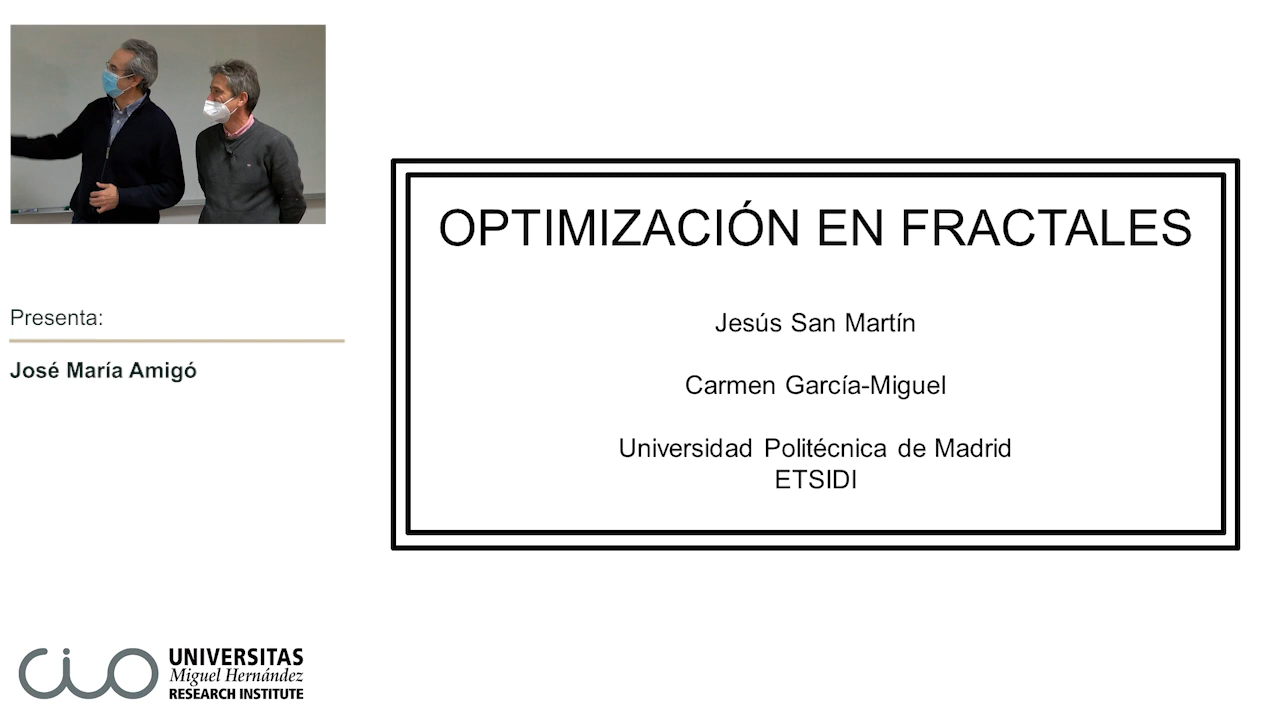 Presenta:
José María Amigó
OPTIMIZACIÓN EN FRACTALES
Jesús San Martín
Carmen García-Miguel
Universidad Politécnica de Madrid
ETSIDI
cio
UNIVERSITAS
Miguel Hernández
RESEARCH INSTITUTE